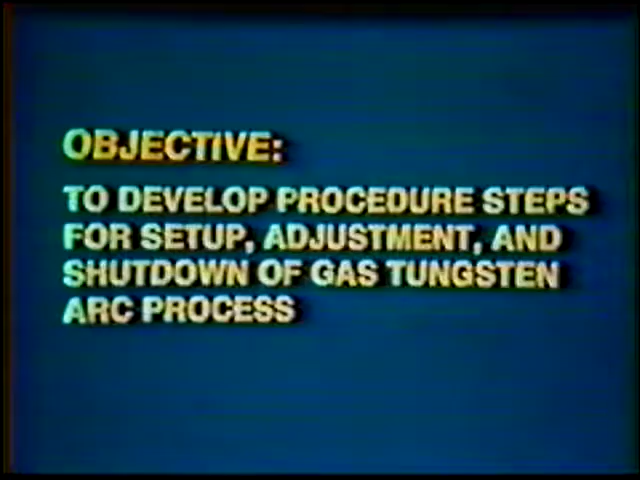 OBJECTIVE:
TO DEVELOP PROCEDURE STEPS
FOR SETUP, ADJUSTMENT, AND
SHUTDOWN OF GAS TUNGSTEN
ARC PROCESS